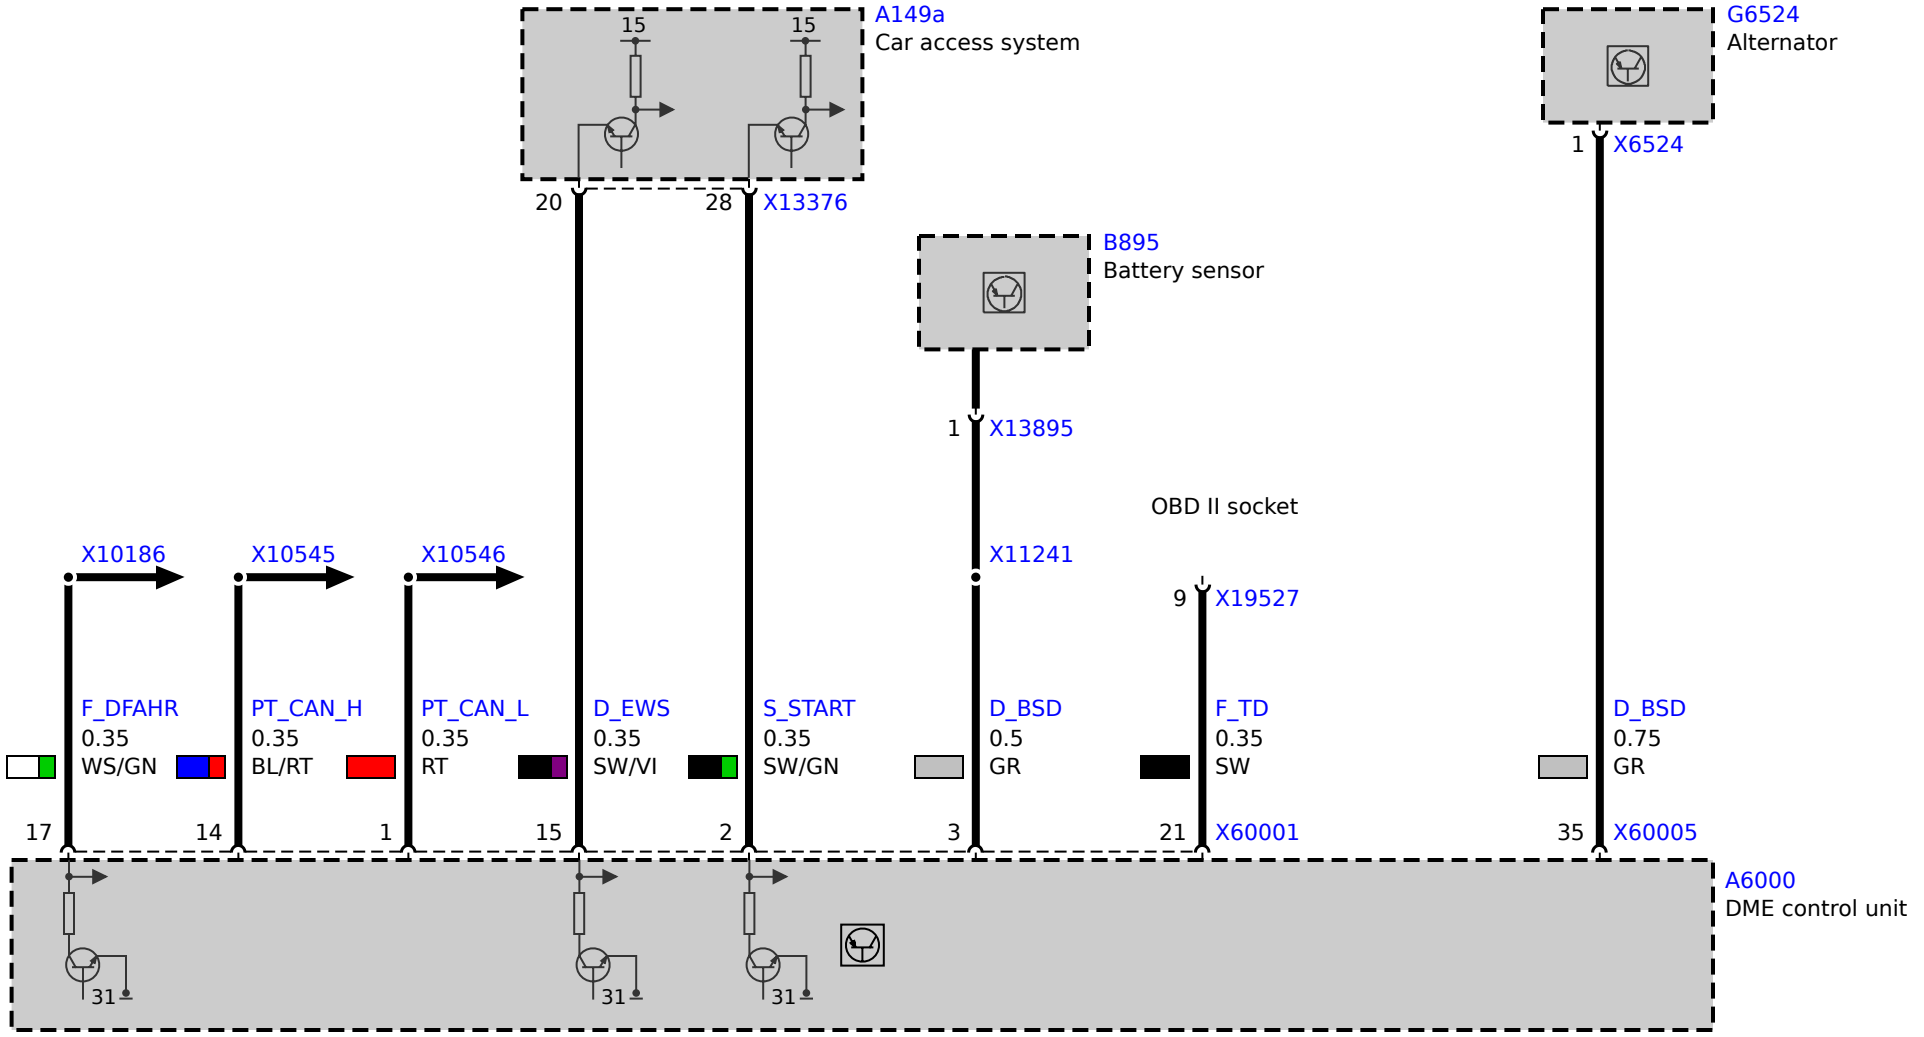 15
15
A149a
Car access system
G6524
Alternator
1
X6524
20
28
X13376
B895
Battery sensor
1
X13895
OBD II socket
X10186
X10545
X10546
X11241
9
X19527
F_DFAHR
0.35
WS/GN
PT_CAN_H
0.35
BL/RT
PT_CAN_L
0.35
RT
D_EWS
0.35
SW/VI
S_START
0.35
SW/GN
D_BSD
0.5
GR
F_TD
0.35
SW
D_BSD
0.75
GR
17
14
1
15
2
3
21
X60001
35
X60005
A6000
DME control unit
31
31
31